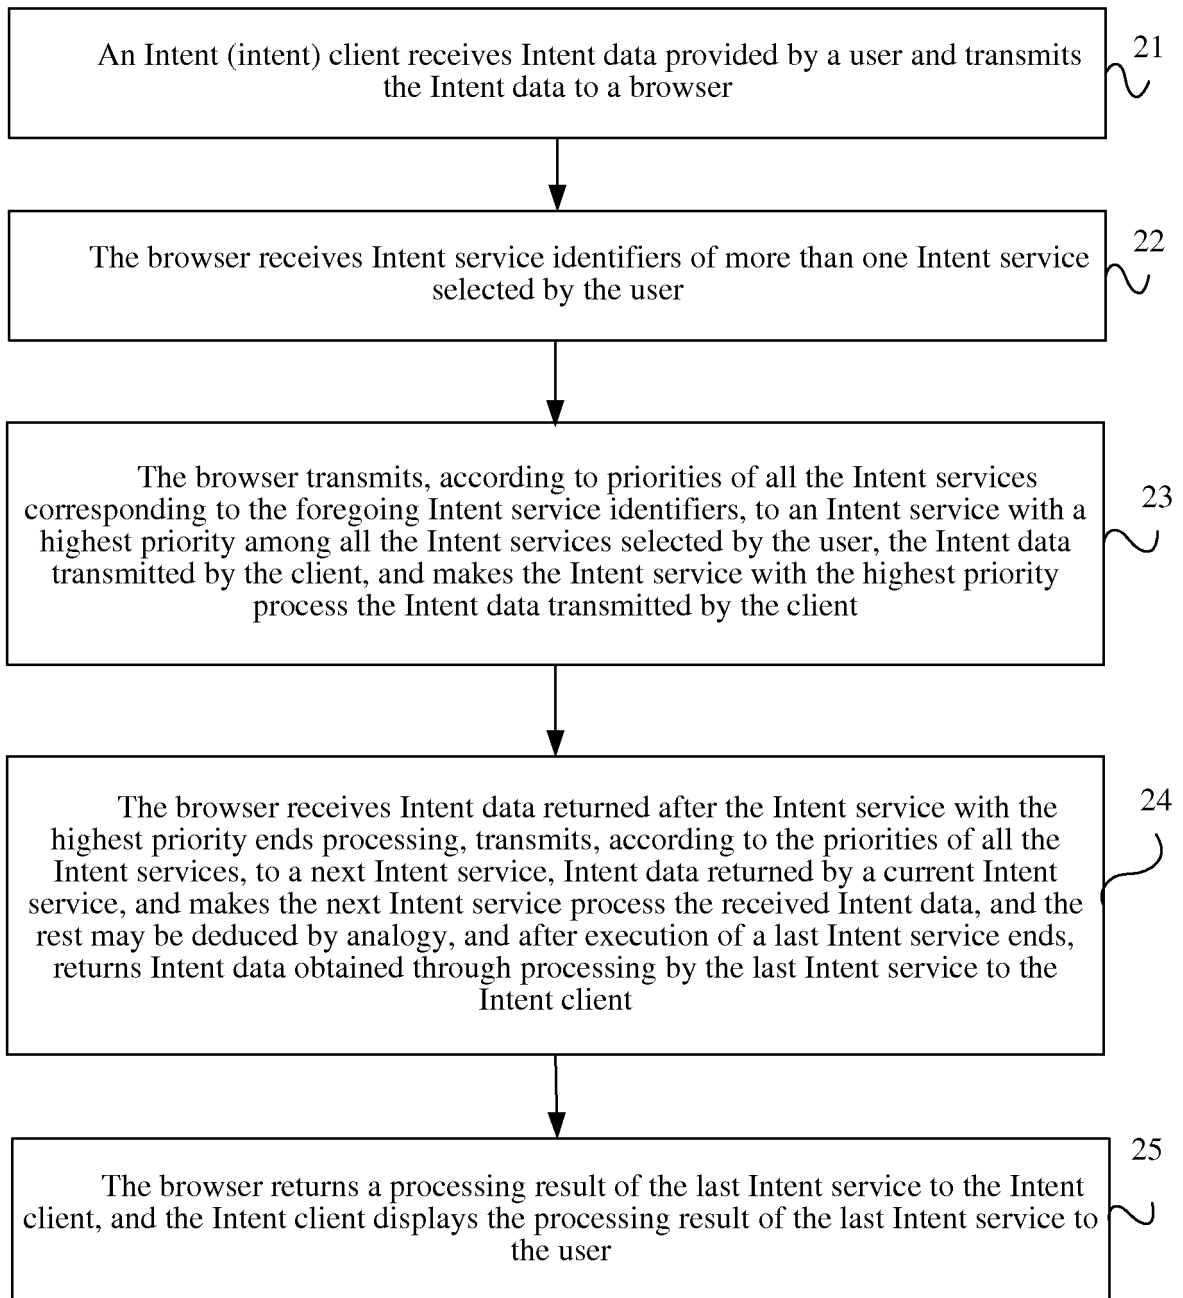 An Intent (intent) client receives Intent data provided by a user and transmits
the Intent data to a browser
21
The browser receives Intent service identifiers of more than one Intent service
selected by the user
22
The browser transmits, according to priorities of all the Intent services
corresponding to the foregoing Intent service identifiers, to an Intent service with a
highest priority among all the Intent services selected by the user, the Intent data
transmitted by the client, and makes the Intent service with the highest priority
process the Intent data transmitted by the client
23
The browser receives Intent data returned after the Intent service with the
highest priority ends processing, transmits, according to the priorities of all the
Intent services, to a next Intent service, Intent data returned by a current Intent
service, and makes the next Intent service process the received Intent data, and the
rest may be deduced by analogy, and after execution of a last Intent service ends,
returns Intent data obtained through processing by the last Intent service to the
Intent client
24
The browser returns a processing result of the last Intent service to the Intent
client, and the Intent client displays the processing result of the last Intent service to
the user
25